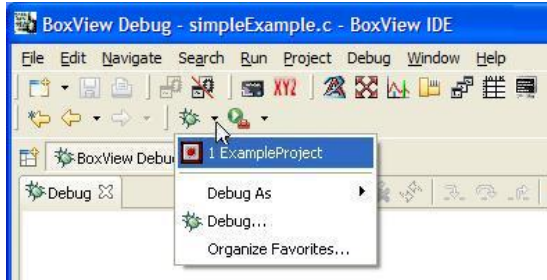 BoxView Debug - simpleExample.c - BoxView IDE
File Edit Navigate Search Run Project Debug Window Help
XYZ
BoxView Debu
1 ExampleProject
Debug
Debug As
Debug...
Organize Favorites...